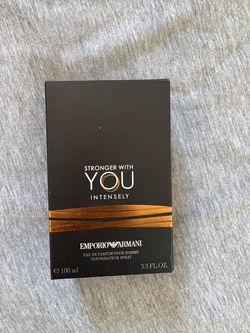 STRONGER WITH
YOU
INTENSELY
EMPORIO ARMANI
EAU DE PARFUM POUR HOMME
VAPORISATEUR SPRAY
℮ 100 ml 3.3 FL.OZ.